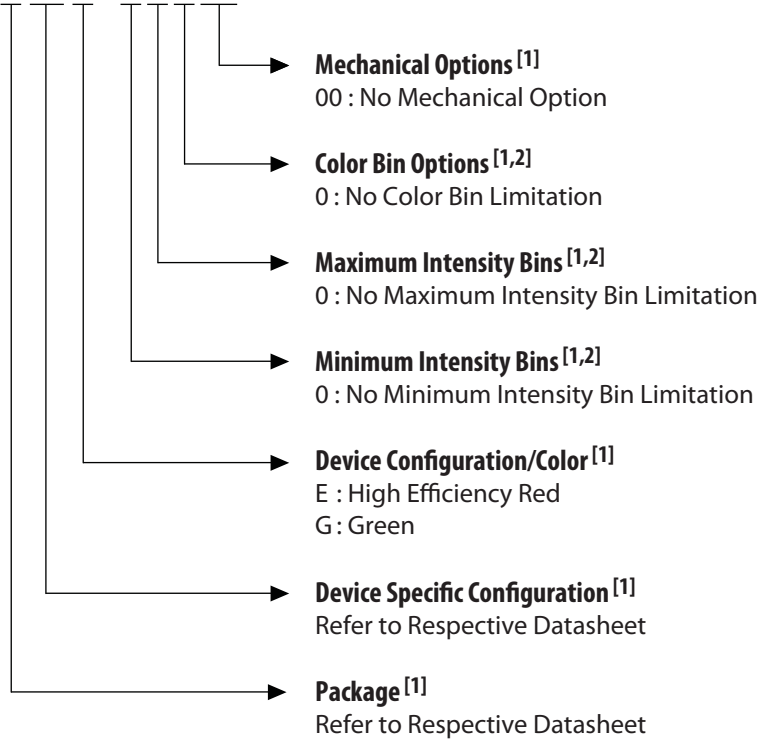 Mechanical Options [1]
00 : No Mechanical Option
Color Bin Options [1,2]
0 : No Color Bin Limitation
Maximum Intensity Bins [1,2]
0 : No Maximum Intensity Bin Limitation
Minimum Intensity Bins [1,2]
0 : No Minimum Intensity Bin Limitation
Device Configuration/Color [1]
E : High Efficiency Red
G : Green
Device Specific Configuration [1]
Refer to Respective Datasheet
Package [1]
Refer to Respective Datasheet